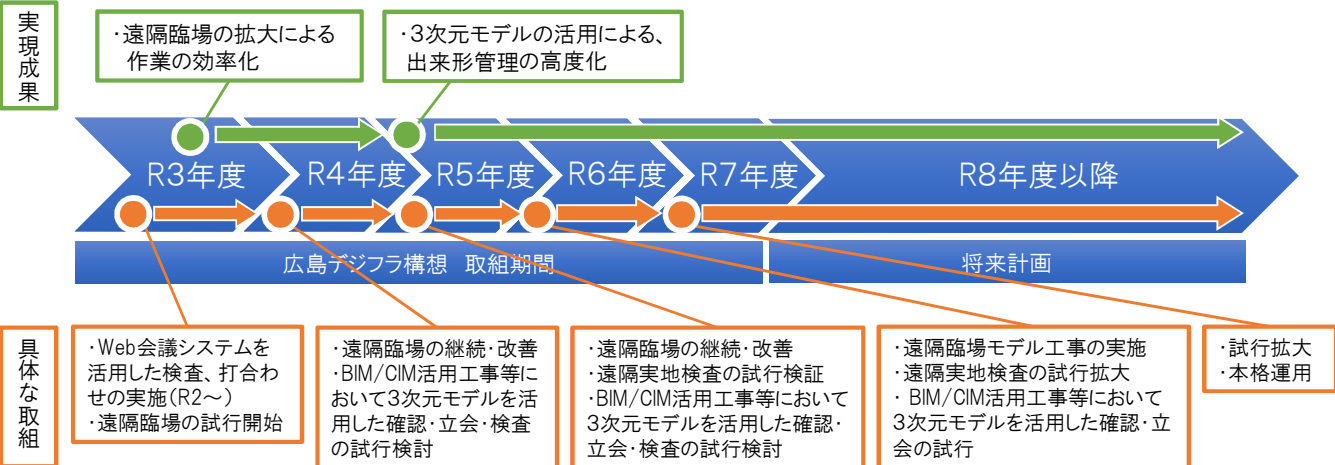 実現成果
・遠隔臨場の拡大による
作業の効率化
・3次元モデルの活用による、
出来形管理の高度化
R3年度
R4年度
R5年度
R6年度
R7年度
R8年度以降
広島デジフラ構想　取組期間
将来計画
具体な取組
・Web会議システムを
活用した検査、打合わ
せの実施(R2～)
・遠隔臨場の試行開始
・遠隔臨場の継続・改善
・BIM/CIM活用工事等に
おいて3次元モデルを活
用した確認・立会・検査
の試行検討
・遠隔臨場の継続・改善
・遠隔実地検査の試行検証
・BIM/CIM活用工事等において
3次元モデルを活用した確認・
立会・検査の試行検討
・遠隔臨場モデル工事の実施
・遠隔実地検査の試行拡大
・ BIM/CIM活用工事等において
3次元モデルを活用した確認・立
会の試行
・試行拡大
・本格運用